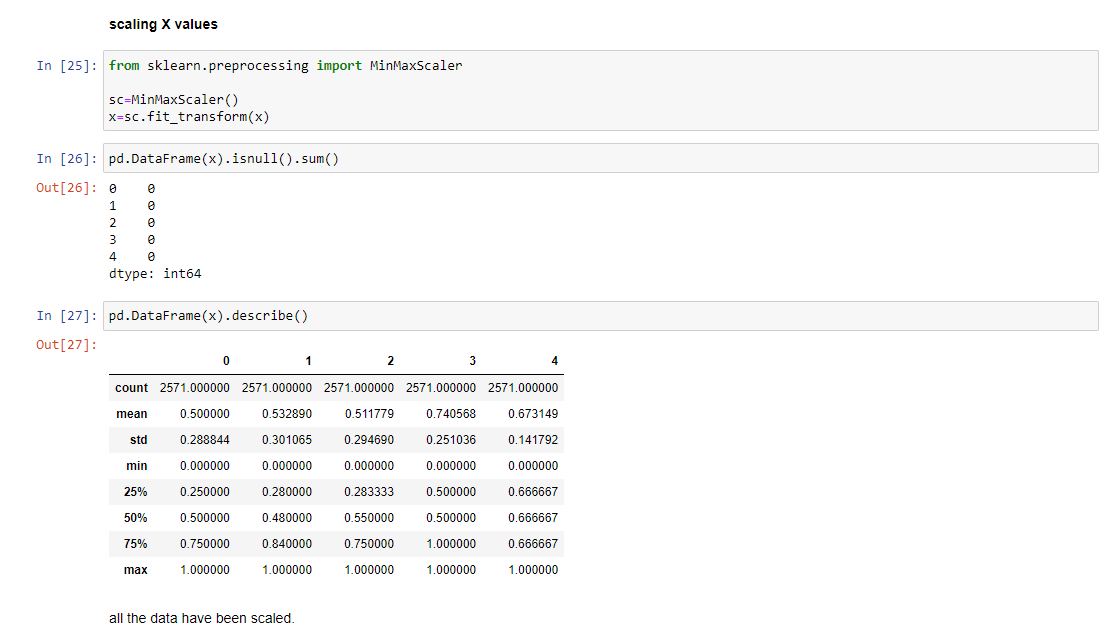 scaling X values
In [25]: from sklearn.preprocessing import MinMaxScaler
sc=MinMaxScaler()
x=sc.fit_transform(x)
In [26]: pd.DataFrame(x).isnull().sum()
Out[26]: 0 0
1 0
2 0
3 0
4 0
dtype: int64
In [27]: pd.DataFrame(x).describe()
Out[27]:
0 1 2 3 4
count 2571.000000 2571.000000 2571.000000 2571.000000 2571.000000
mean 0.500000 0.532890 0.511779 0.740568 0.673149
std 0.288844 0.301065 0.294690 0.251036 0.141792
min 0.000000 0.000000 0.000000 0.000000 0.000000
25% 0.250000 0.280000 0.283333 0.500000 0.666667
50% 0.500000 0.480000 0.550000 0.500000 0.666667
75% 0.750000 0.840000 0.750000 1.000000 0.666667
max 1.000000 1.000000 1.000000 1.000000 1.000000
all the data have been scaled.